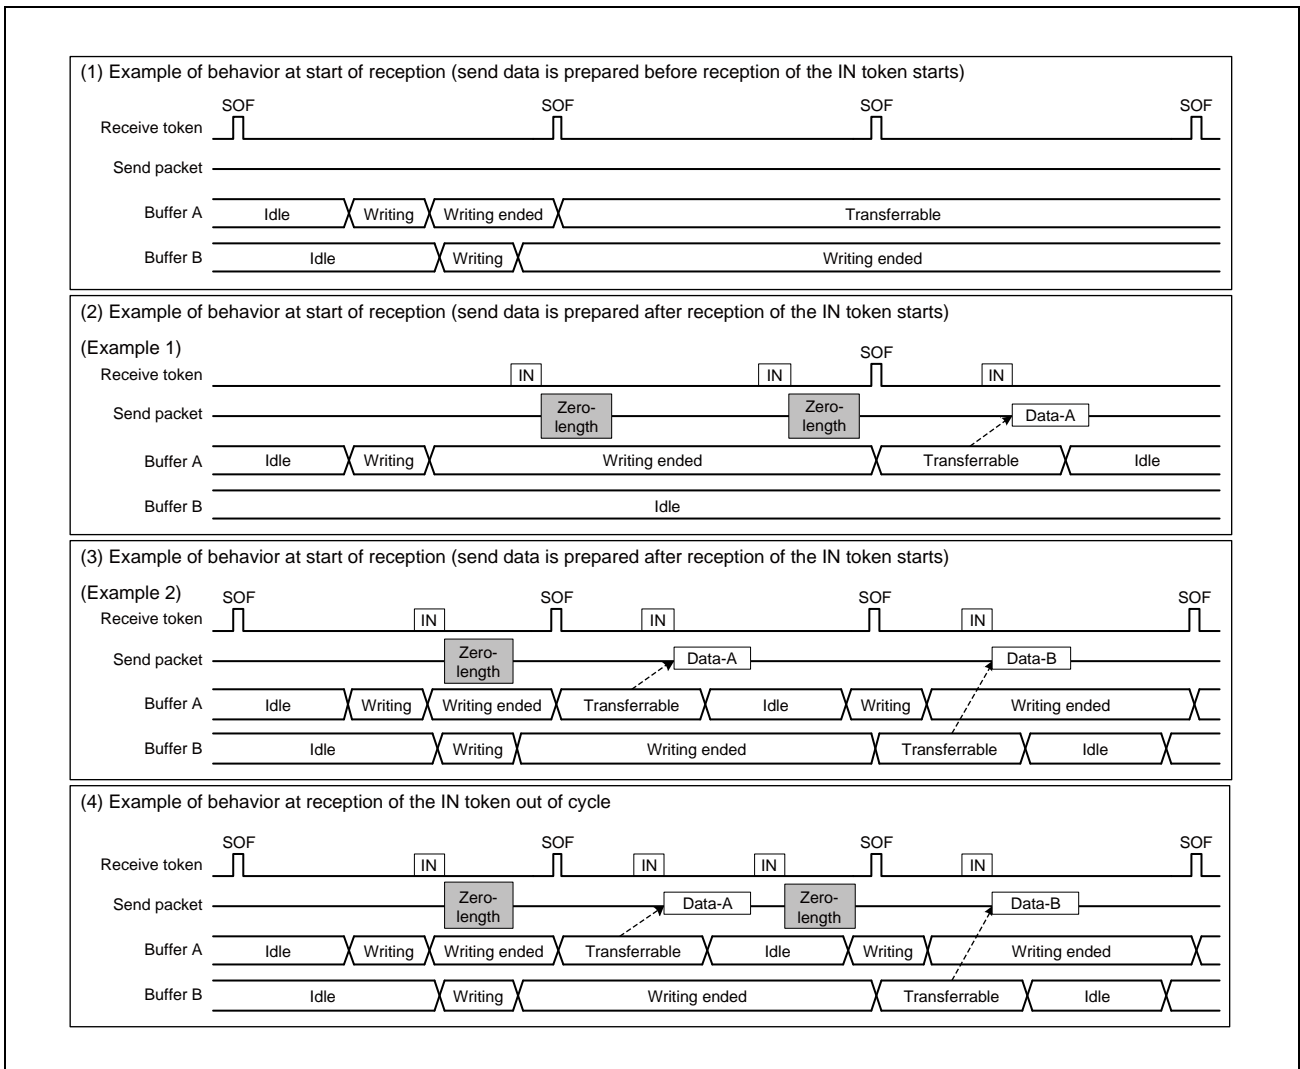 (1) Example of behavior at start of reception (send data is prepared before reception of the IN token starts)
SOF SOF SOF SOF
Receive token
Send packet
Buffer A Idle Writing Writing ended Transferrable
Buffer B Idle Writing Writing ended
(2) Example of behavior at start of reception (send data is prepared after reception of the IN token starts)
(Example 1) SOF
Receive token IN IN IN
Send packet Zero- Zero- Data-A
length length
Buffer A Idle Writing Writing ended Transferrable Idle
Buffer B Idle
(3) Example of behavior at start of reception (send data is prepared after reception of the IN token starts)
(Example 2) SOF SOF SOF SOF
Receive token IN IN IN
Send packet Zero- Data-A Data-B
length
Buffer A Idle Writing Writing ended Transferrable Idle Writing Writing ended
Buffer B Idle Writing Writing ended Transferrable Idle
(4) Example of behavior at reception of the IN token out of cycle
SOF SOF SOF SOF
Receive token IN IN IN IN
Send packet Zero- Data-A Zero- Data-B
length length
Buffer A Idle Writing Writing ended Transferrable Idle Writing Writing ended
Buffer B Idle Writing Writing ended Transferrable Idle